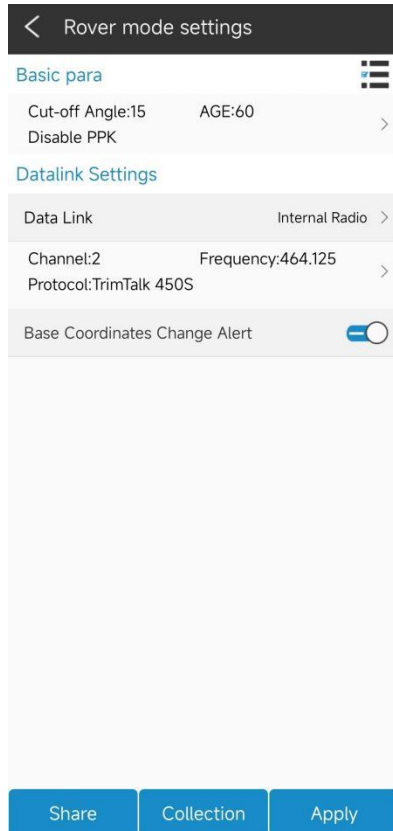 Rover mode settings
Basic para
Cut-off Angle:15 AGE:60
Disable PPK
Datalink Settings
Data Link Internal Radio
Channel:2 Frequency:464.125
Protocol:TrimTalk 450S
Base Coordinates Change Alert
Share Collection Apply